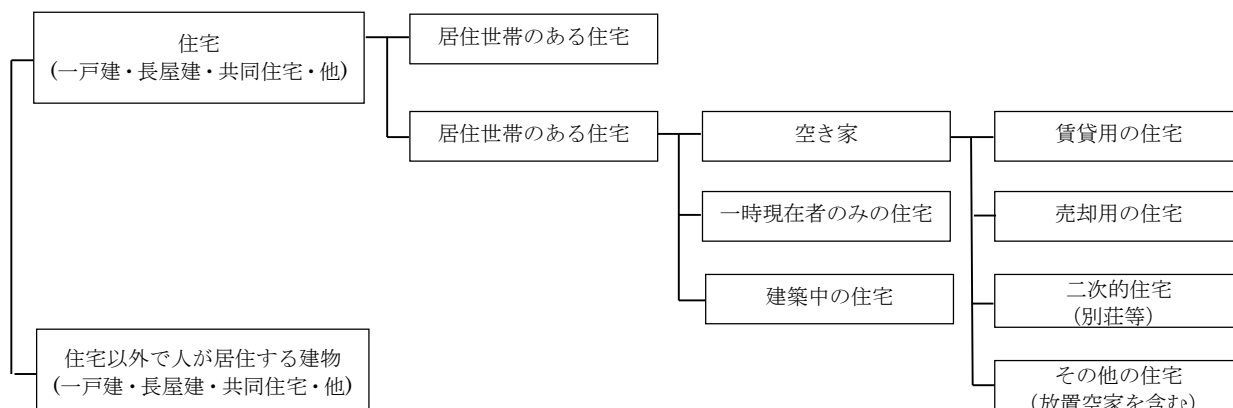 住宅
(一戸建・長屋建・共同住宅・他)
居住世帯のある住宅
居住世帯のある住宅
空き家
賃貸用の住宅
一時現在者のみの住宅
売却用の住宅
建築中の住宅
二次的住宅
(別荘等)
住宅以外で人が居住する建物
(一戸建・長屋建・共同住宅・他)
その他の住宅
(放置空家を含む)